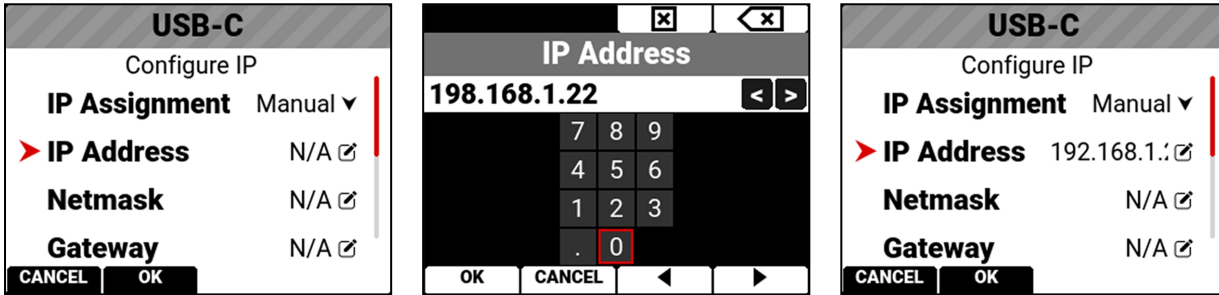 USB-C
Configure IP
IP Assignment Manual
IP Address N/A
Netmask N/A
Gateway N/A
CANCEL OK
IP Address
198.168.1.22
< >
7 8 9
4 5 6
1 2 3
. 0
OK CANCEL
USB-C
Configure IP
IP Assignment Manual
IP Address 192.168.1.
Netmask N/A
Gateway N/A
CANCEL OK